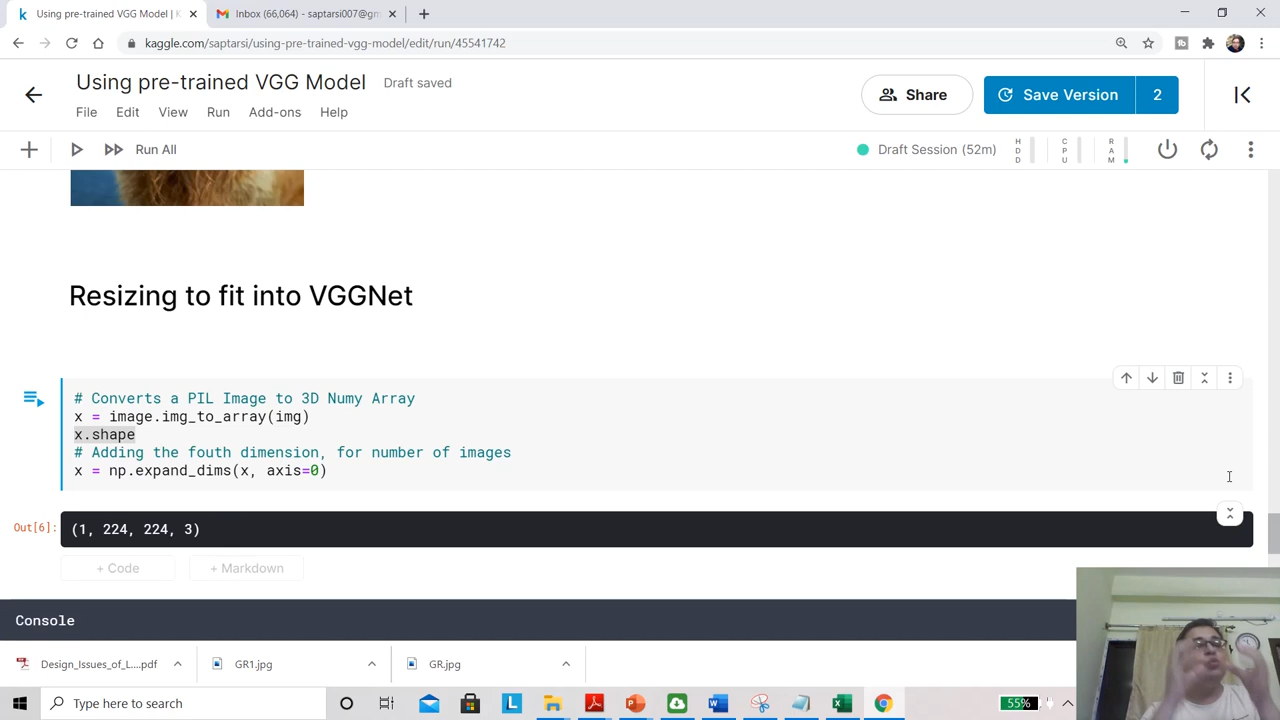 Using pre-trained VGG Model | K
Inbox (66,064) - saptarsi007@gm
kaggle.com/saptarsi/using-pre-trained-vgg-model/edit/run/45541742
Using pre-trained VGG Model
Draft saved
Share
Save Version
2
File
Edit
View
Run
Add-ons
Help
Run All
Draft Session (52m)
HDD
CPU
RAM
Resizing to fit into VGGNet
# Converts a PIL Image to 3D Numy Array
x = image.img_to_array(img)
x.shape
# Adding the fouth dimension, for number of images
x = np.expand_dims(x, axis=0)
Out[6]:
(1, 224, 224, 3)
+ Code
+ Markdown
Console
Design_Issues_of_L....pdf
GR1.jpg
GR.jpg
Type here to search
55%